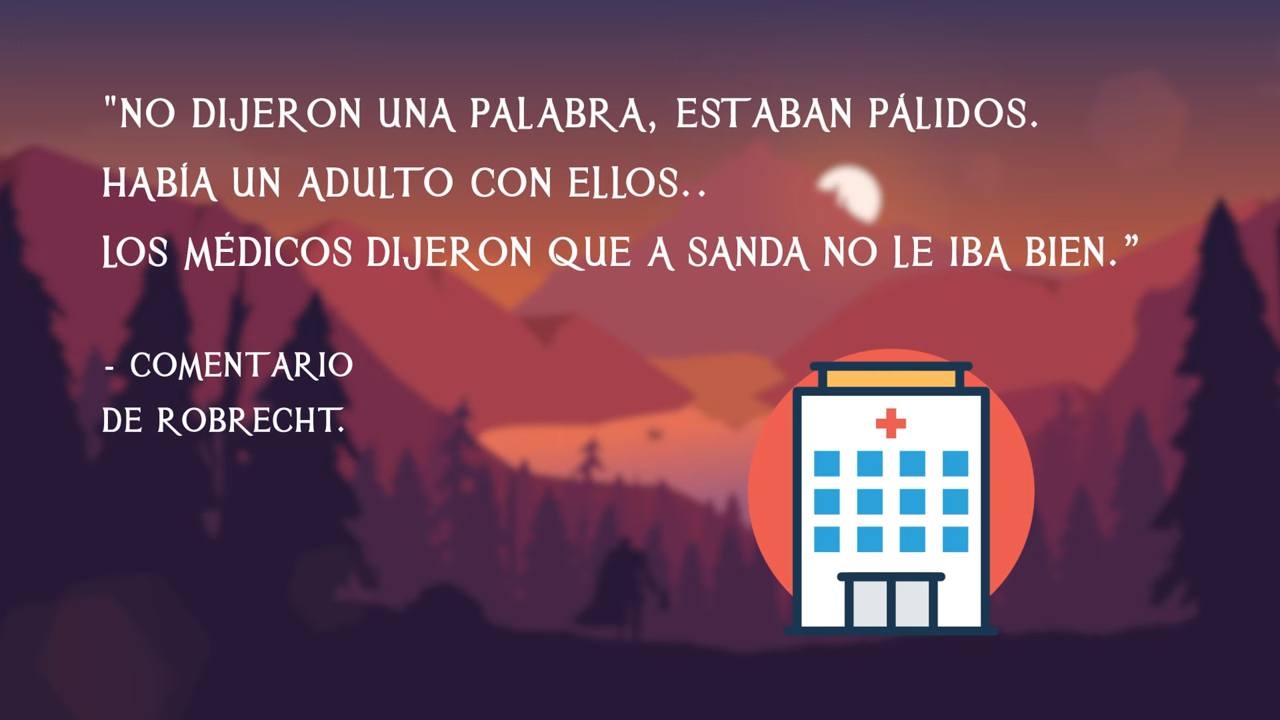 "NO DIJERON UNA PALABRA, ESTABAN PÁLIDOS.
HABÍA UN ADULTO CON ELLOS..
LOS MÉDICOS DIJERON QUE A SANDA NO LE IBA BIEN.”
- COMENTARIO
DE ROBRECHT.